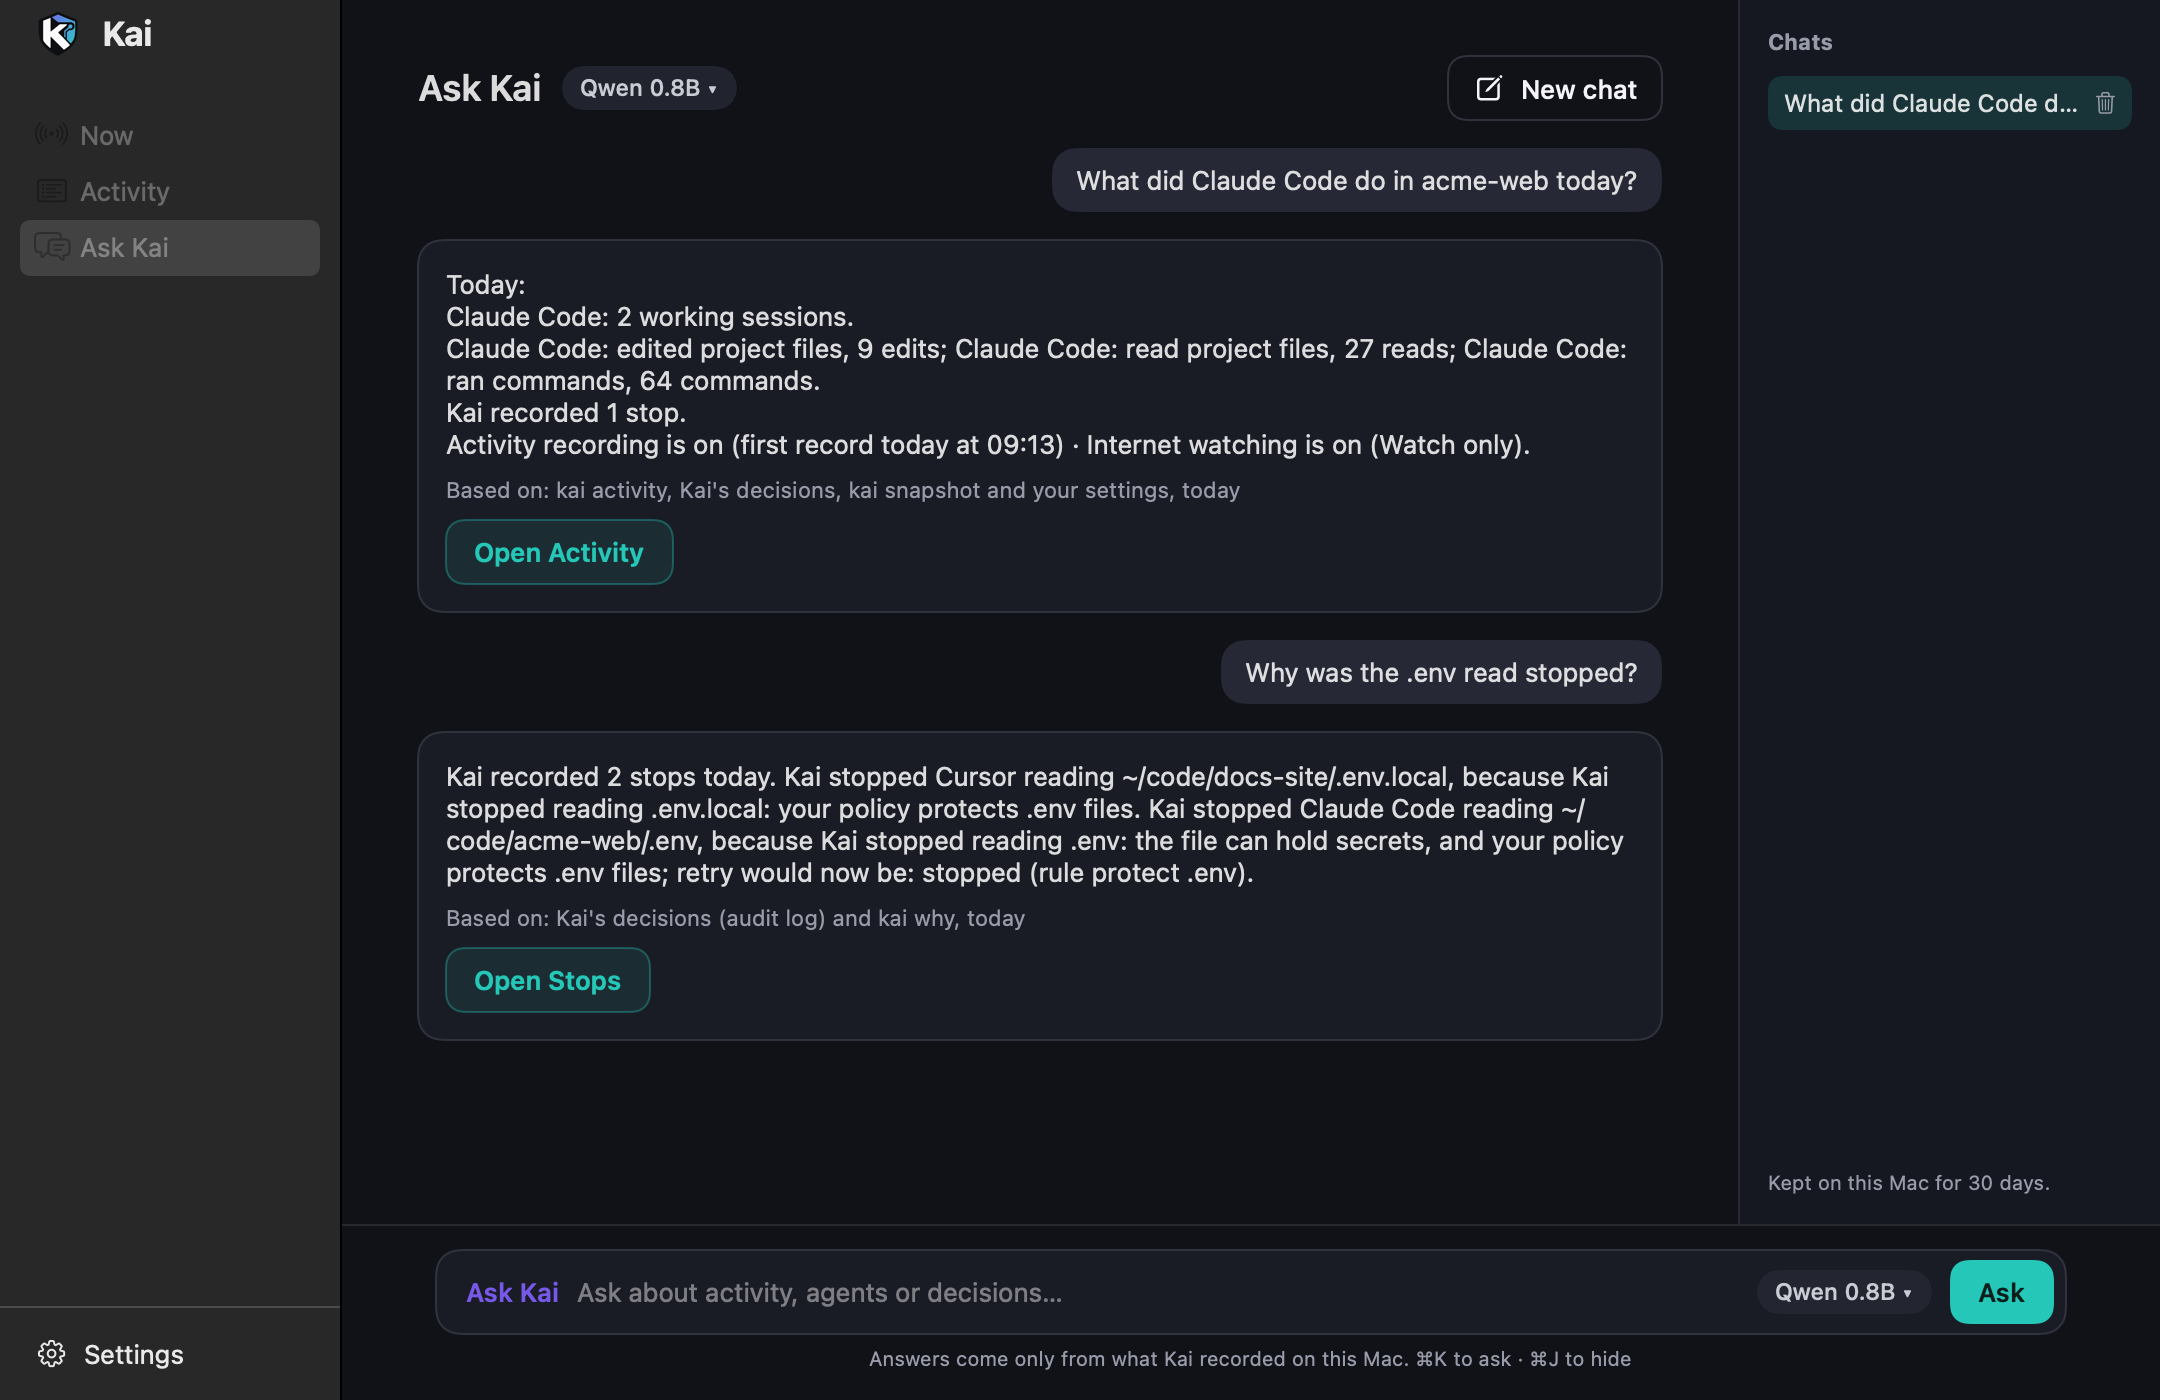 Kai
Now
Activity
Ask Kai
Settings
Ask Kai
Qwen 0.8B ▾
New chat
What did Claude Code do in acme-web today?
Today:
Claude Code: 2 working sessions.
Claude Code: edited project files, 9 edits; Claude Code: read project files, 27 reads; Claude Code:
ran commands, 64 commands.
Kai recorded 1 stop.
Activity recording is on (first record today at 09:13) · Internet watching is on (Watch only).
Based on: kai activity, Kai's decisions, kai snapshot and your settings, today
Open Activity
Why was the .env read stopped?
Kai recorded 2 stops today. Kai stopped Cursor reading ~/code/docs-site/.env.local, because Kai
stopped reading .env.local: your policy protects .env files. Kai stopped Claude Code reading ~/
code/acme-web/.env, because Kai stopped reading .env: the file can hold secrets, and your policy
protects .env files; retry would now be: stopped (rule protect .env).
Based on: Kai's decisions (audit log) and kai why, today
Open Stops
Chats
What did Claude Code d...
Kept on this Mac for 30 days.
Ask Kai Ask about activity, agents or decisions...
Qwen 0.8B ▾
Ask
Answers come only from what Kai recorded on this Mac. ⌘K to ask · ⌘J to hide